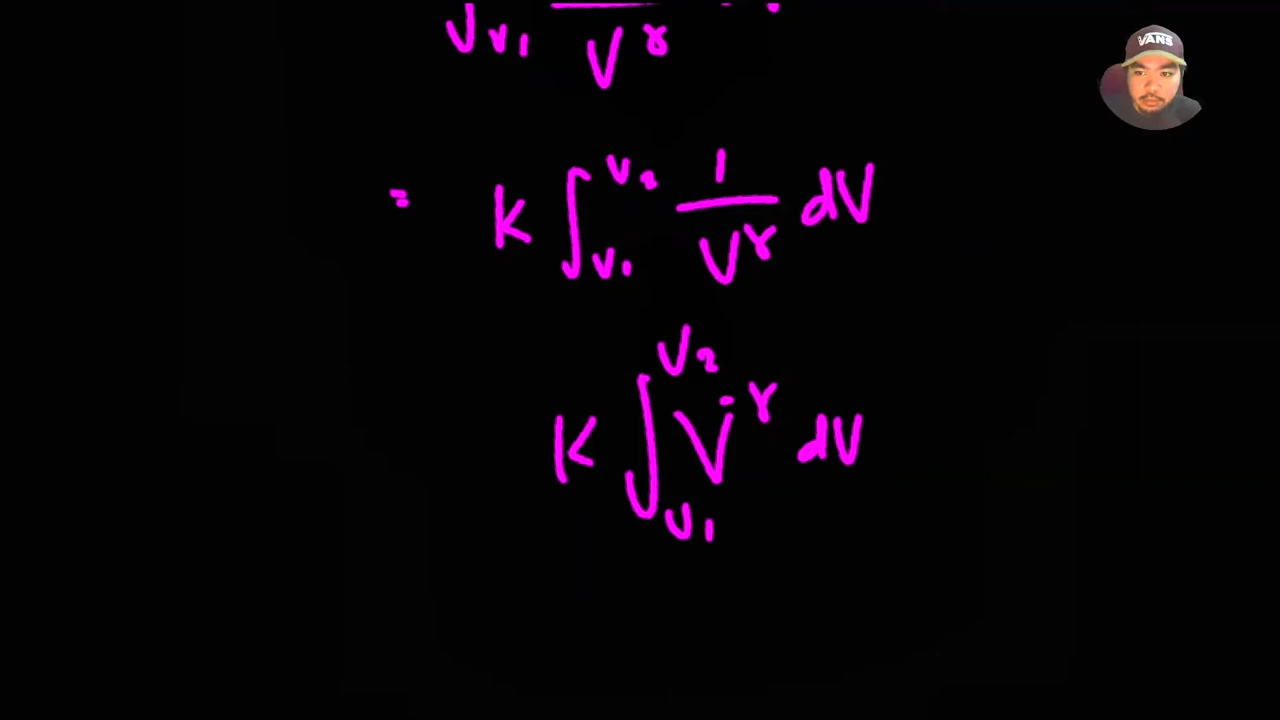 ∫V₁ V^γ
VANS
= K ∫V₁^V₂ 1/V^γ dV
K ∫V₁^V₂ V^-γ dV